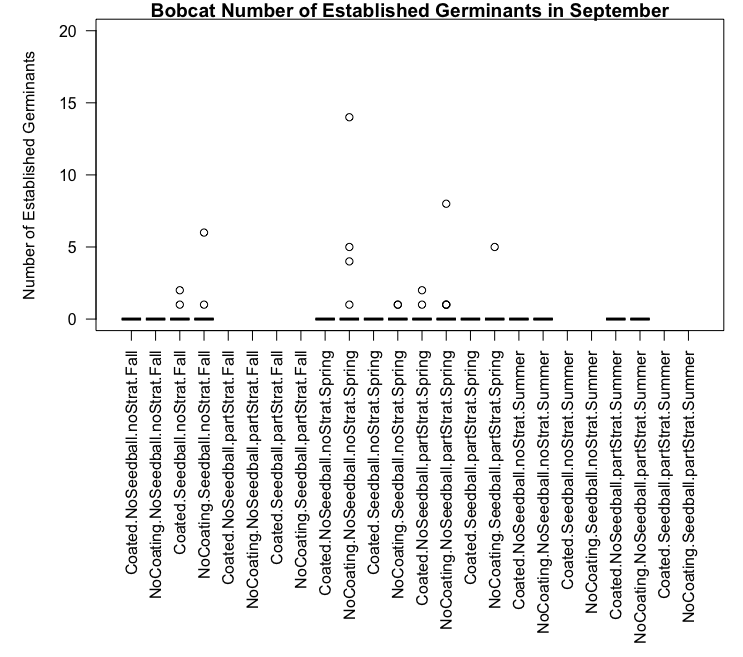 Bobcat Number of Established Germinants in September
Number of Established Germinants
20
15
10
5
0
Coated.NoSeedball.noStrat.Fall
NoCoating.NoSeedball.noStrat.Fall
Coated.Seedball.noStrat.Fall
NoCoating.Seedball.noStrat.Fall
Coated.NoSeedball.partStrat.Fall
NoCoating.NoSeedball.partStrat.Fall
Coated.Seedball.partStrat.Fall
NoCoating.Seedball.partStrat.Fall
Coated.NoSeedball.noStrat.Spring
NoCoating.NoSeedball.noStrat.Spring
Coated.Seedball.noStrat.Spring
NoCoating.Seedball.noStrat.Spring
Coated.NoSeedball.partStrat.Spring
NoCoating.NoSeedball.partStrat.Spring
Coated.Seedball.partStrat.Spring
NoCoating.Seedball.partStrat.Spring
Coated.NoSeedball.noStrat.Summer
NoCoating.NoSeedball.noStrat.Summer
Coated.Seedball.noStrat.Summer
NoCoating.Seedball.noStrat.Summer
Coated.NoSeedball.partStrat.Summer
NoCoating.NoSeedball.partStrat.Summer
Coated.Seedball.partStrat.Summer
NoCoating.Seedball.partStrat.Summer